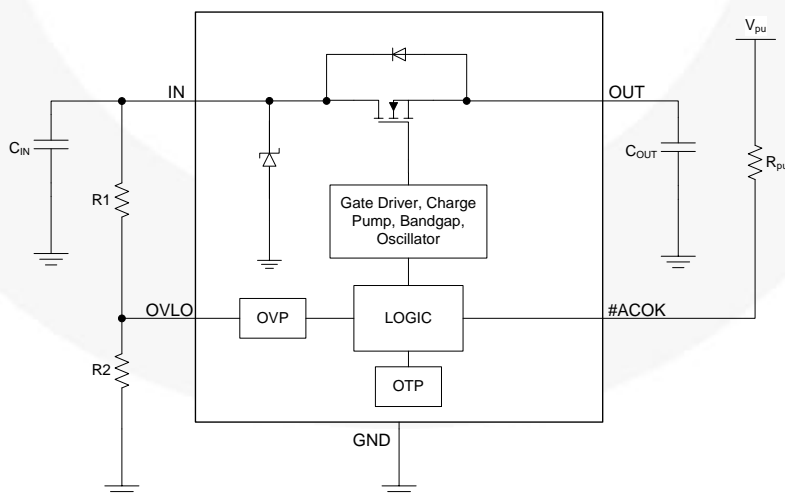 V_pu
IN
OUT
C_IN
C_OUT
R_pu
R1
Gate Driver, Charge
Pump, Bandgap,
Oscillator
OVLO
OVP
LOGIC
#ACOK
R2
OTP
GND